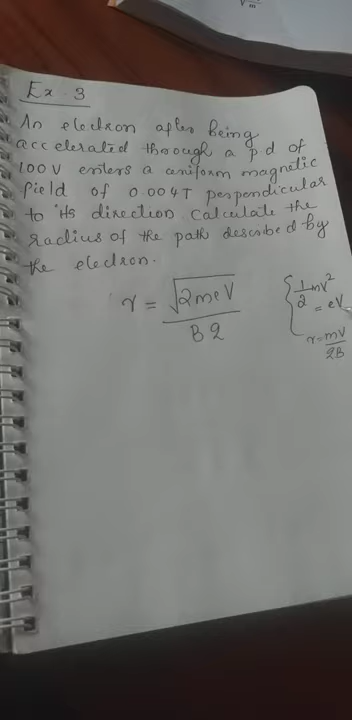 Ex. 3
An electron after being
accelerated through a p.d of
100V enters a uniform magnetic
field of 0.004T perpendicular
to its direction. Calculate the
radius of the path described by
the electron.
r = √2meV / Bq
{ 1/2 mv² = eV
r = mV / qB